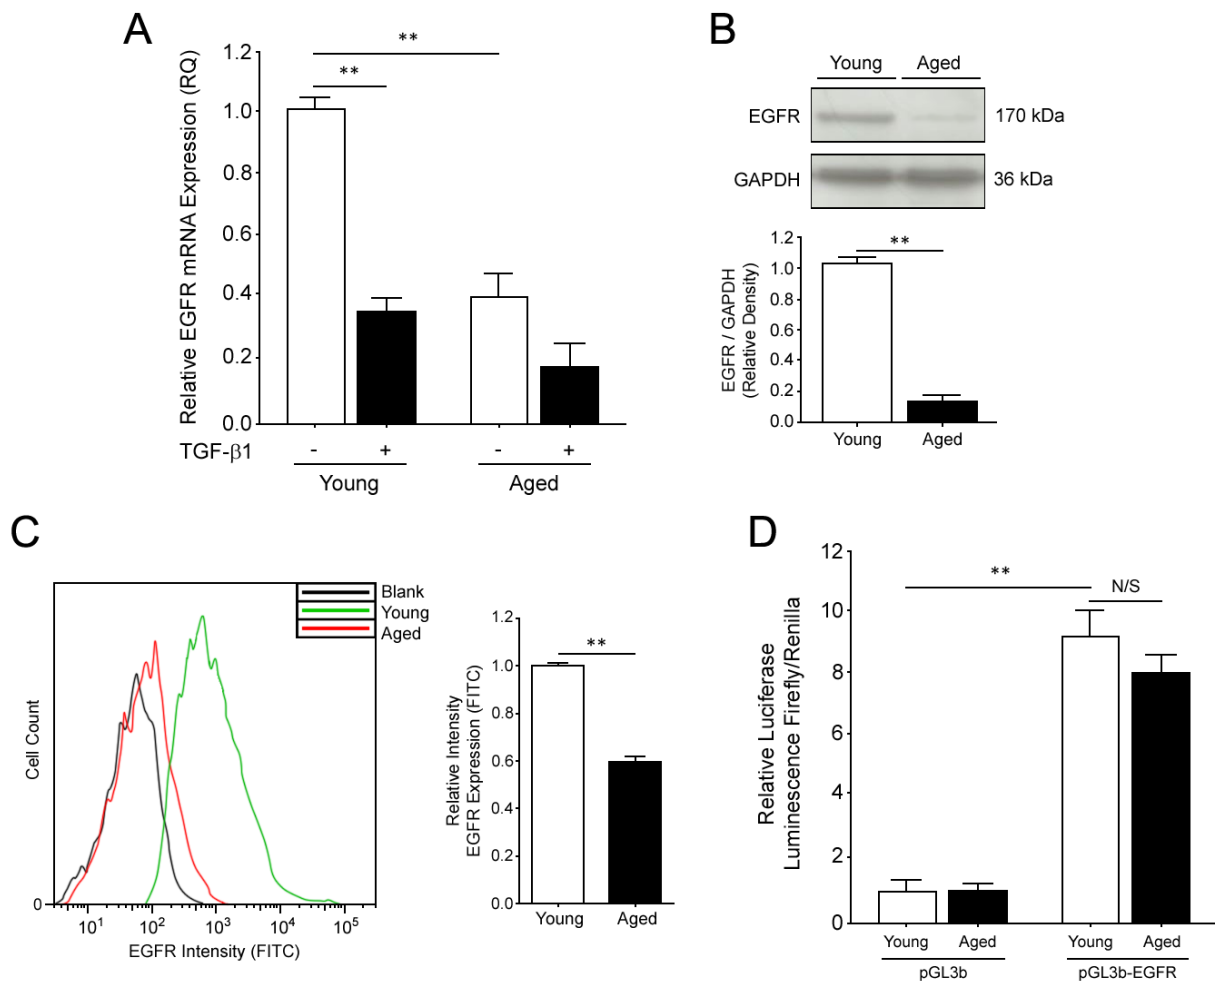 A
Relative EGFR mRNA Expression (RQ)
1.2
1.0
0.8
0.6
0.4
0.2
0.0
**
**
TGF-β1
- + - +
Young Aged
B
Young Aged
EGFR 170 kDa
GAPDH 36 kDa
EGFR / GAPDH
(Relative Density)
1.2
1.0
0.8
0.6
0.4
0.2
0.0
**
Young Aged
C
Cell Count
0
Blank
Young
Aged
10¹ 10² 10³ 10⁴ 10⁵
EGFR Intensity (FITC)
Relative Intensity
EGFR Expression (FITC)
1.2
1.0
0.8
0.6
0.4
0.2
0.0
**
Young Aged
D
Relative Luciferase
Luminescence Firefly/Renilla
12
10
8
6
4
2
0
**
N/S
Young Aged Young Aged
pGL3b pGL3b-EGFR